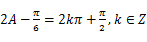 2A − π/6 = 2kπ + π/2, k ∈ Z